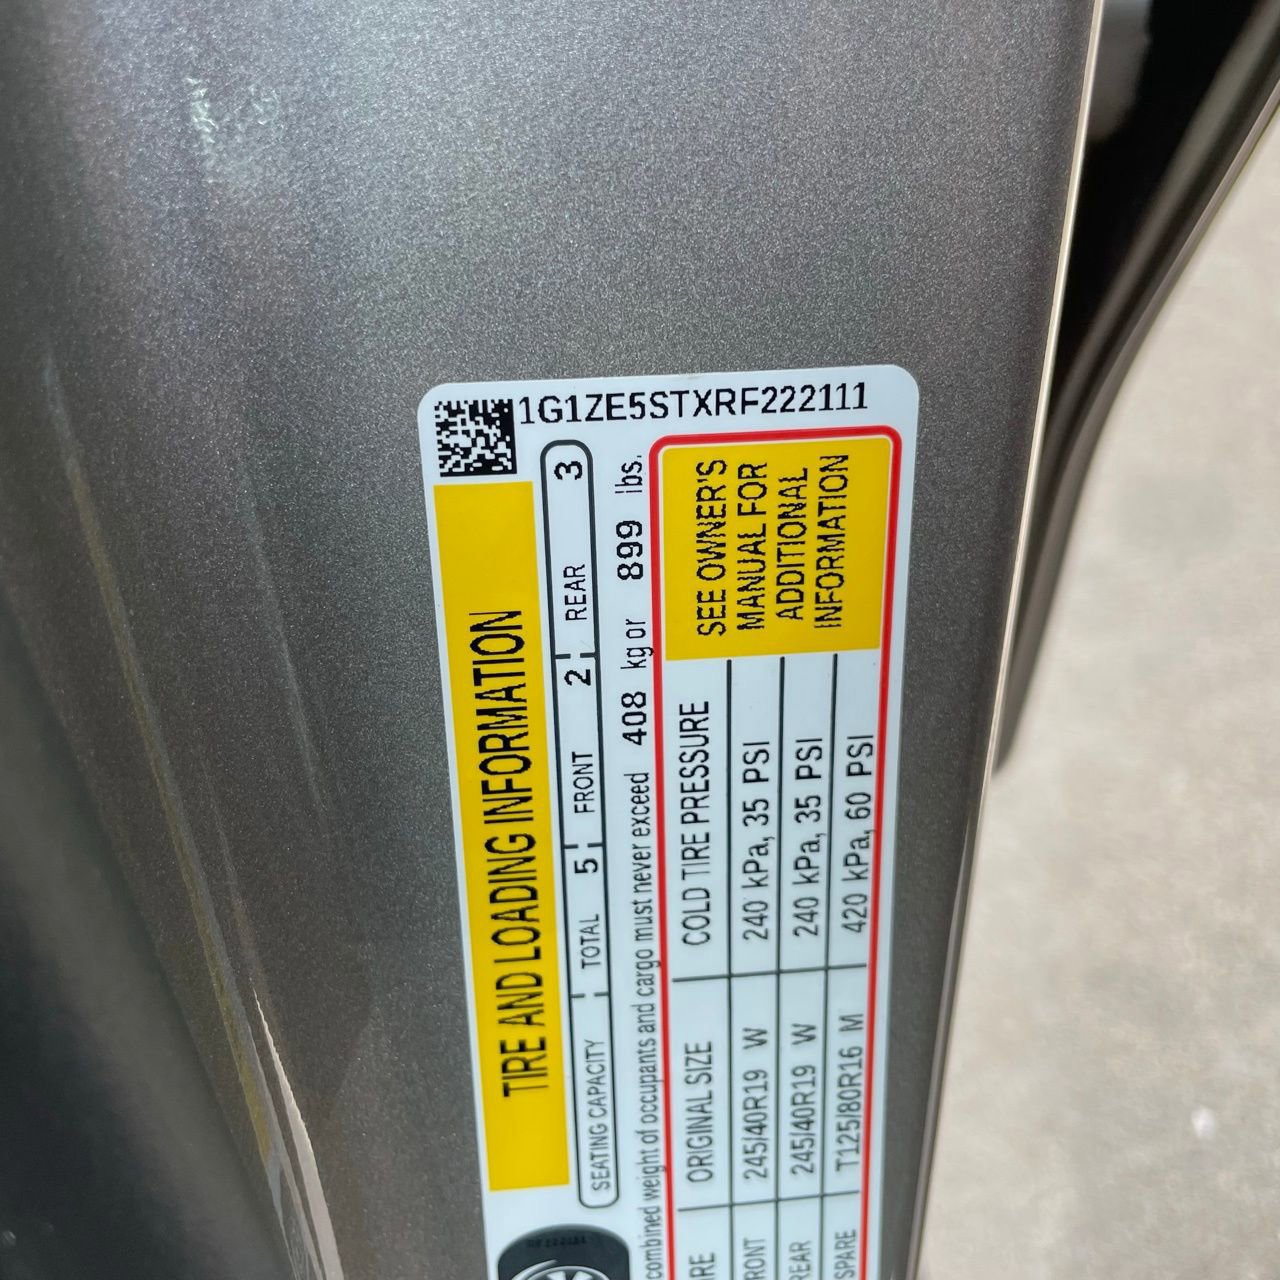 1G1ZE5STXRF222111
TIRE AND LOADING INFORMATION
SEATING CAPACITY TOTAL 5 FRONT 2 REAR 3
combined weight of occupants and cargo must never exceed 408 kg or 899 lbs.
ORIGINAL SIZE COLD TIRE PRESSURE
FRONT 245/40R19 W 240 kPa, 35 PSI
REAR 245/40R19 W 240 kPa, 35 PSI
SPARE T125/80R16 M 420 kPa, 60 PSI
SEE OWNER'S
MANUAL FOR
ADDITIONAL
INFORMATION